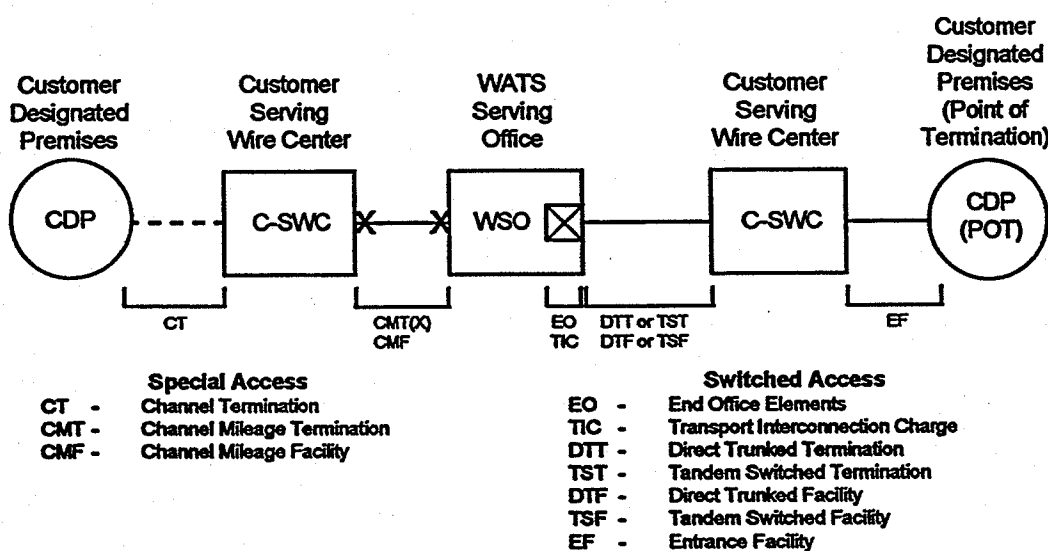 Customer
Designated
Premises
Customer
Serving
Wire Center
WATS
Serving
Office
Customer
Serving
Wire Center
Customer
Designated
Premises
(Point of
Termination)
CDP
C-SWC
X
X
WSO
C-SWC
CDP
(POT)
CT
CMT(X)
CMF
EO
TIC
DTT or TST
DTF or TSF
EF
Special Access
CT - Channel Termination
CMT - Channel Mileage Termination
CMF - Channel Mileage Facility
Switched Access
EO - End Office Elements
TIC - Transport Interconnection Charge
DTT - Direct Trunked Termination
TST - Tandem Switched Termination
DTF - Direct Trunked Facility
TSF - Tandem Switched Facility
EF - Entrance Facility